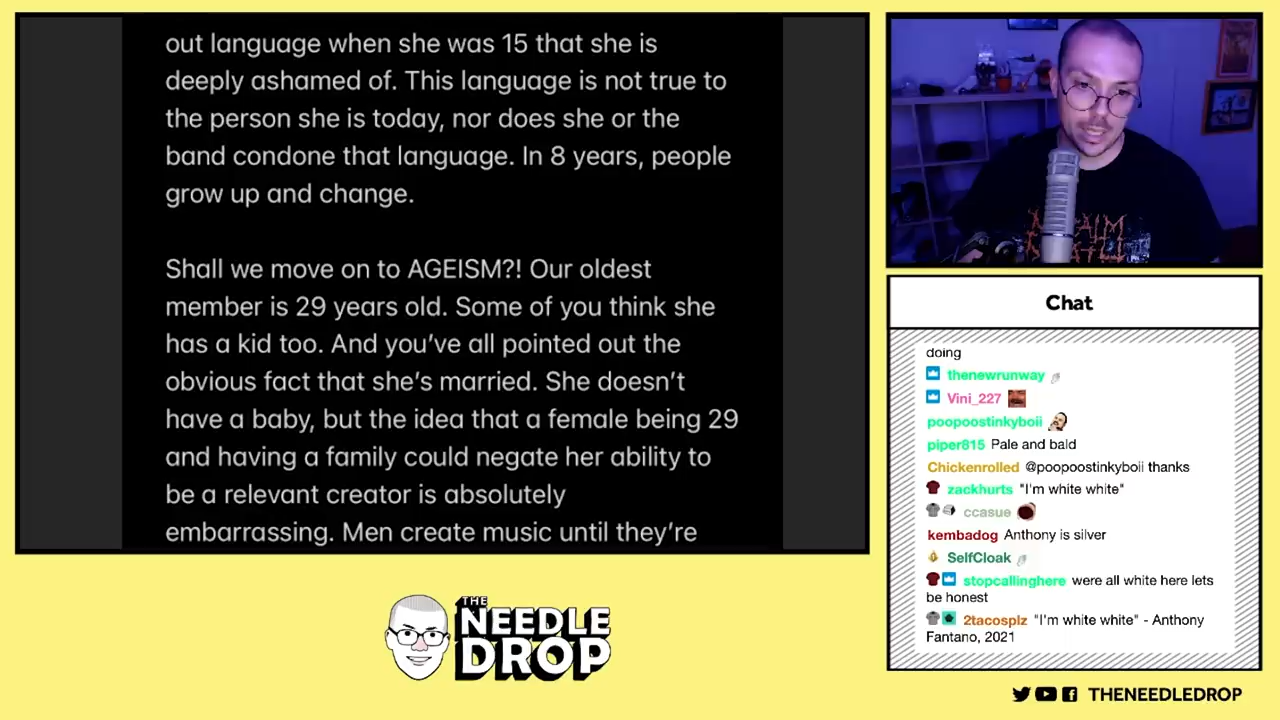 out language when she was 15 that she is
deeply ashamed of. This language is not true to
the person she is today, nor does she or the
band condone that language. In 8 years, people
grow up and change.
Shall we move on to AGEISM?! Our oldest
member is 29 years old. Some of you think she
has a kid too. And you’ve all pointed out the
obvious fact that she’s married. She doesn’t
have a baby, but the idea that a female being 29
and having a family could negate her ability to
be a relevant creator is absolutely
embarrassing. Men create music until they’re
THE
NEEDLE
DROP
Chat
doing
thenewrunway
Vini_227
poopoostinkyboii
piper815 Pale and bald
Chickenrolled @poopoostinkyboii thanks
zackhurts "I'm white white"
ccasue
kembadog Anthony is silver
SelfCloak
stopcallinghere were all white here lets
be honest
2tacosplz "I'm white white" - Anthony
Fantano, 2021
THENEEDLEDROP